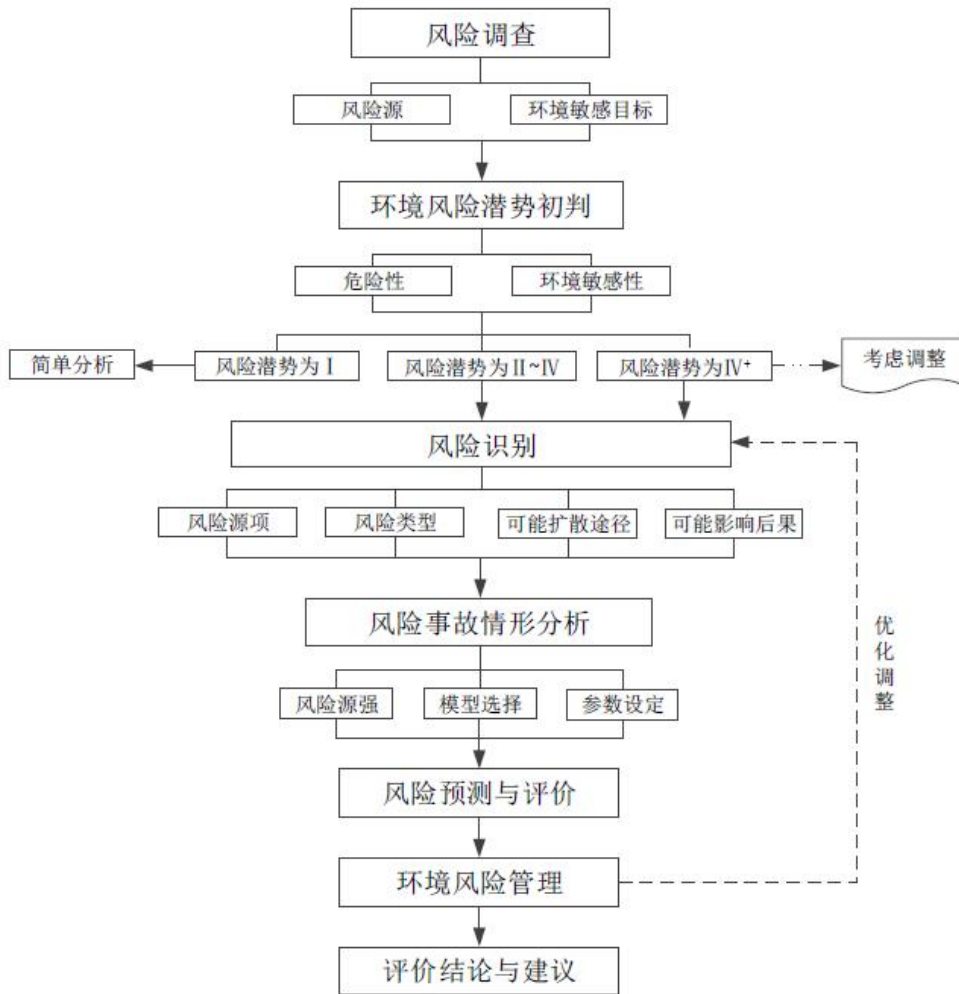 风险调查
风险源
环境敏感目标
环境风险潜势初判
危险性
环境敏感性
简单分析
风险潜势为Ⅰ
风险潜势为Ⅱ~Ⅳ
风险潜势为Ⅳ⁺
考虑调整
风险识别
风险源项
风险类型
可能扩散途径
可能影响后果
风险事故情形分析
优化调整
风险源强
模型选择
参数设定
风险预测与评价
环境风险管理
评价结论与建议